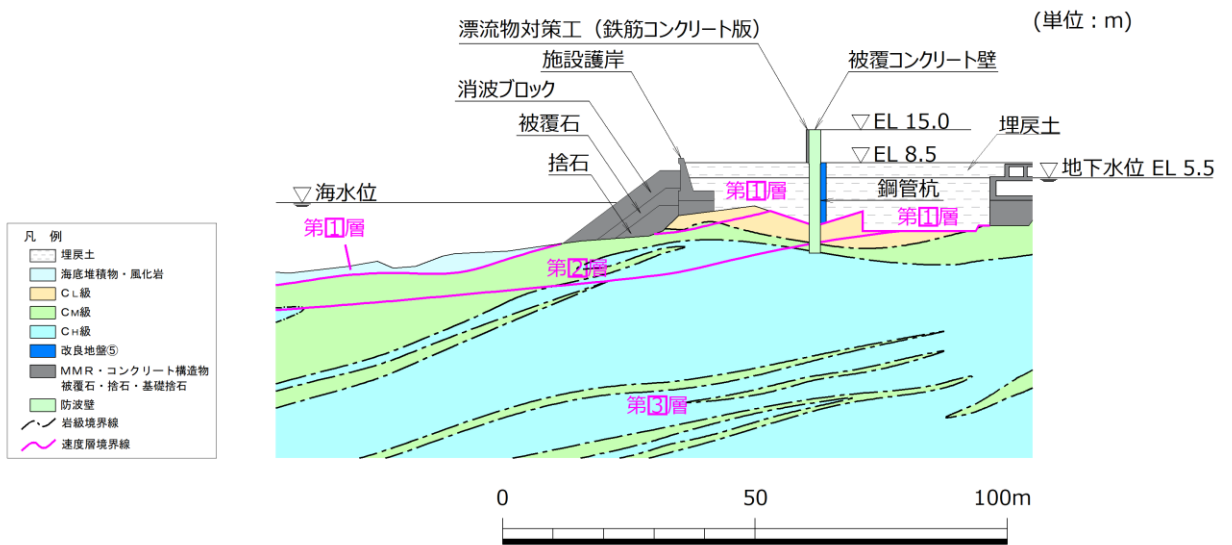 (単位：m)
漂流物対策工（鉄筋コンクリート版）
施設護岸
被覆コンクリート壁
消波ブロック
被覆石
捨石
▽EL 15.0
▽EL 8.5
埋戻土
▽地下水位 EL 5.5
▽海水位
第1層
鋼管杭
第1層
第1層
第2層
第3層
凡　例
埋戻土
海底堆積物・風化岩
CL級
CM級
CH級
改良地盤⑤
MMR・コンクリート構造物
被覆石・捨石・基礎捨石
防波壁
岩級境界線
速度層境界線
0 50 100m